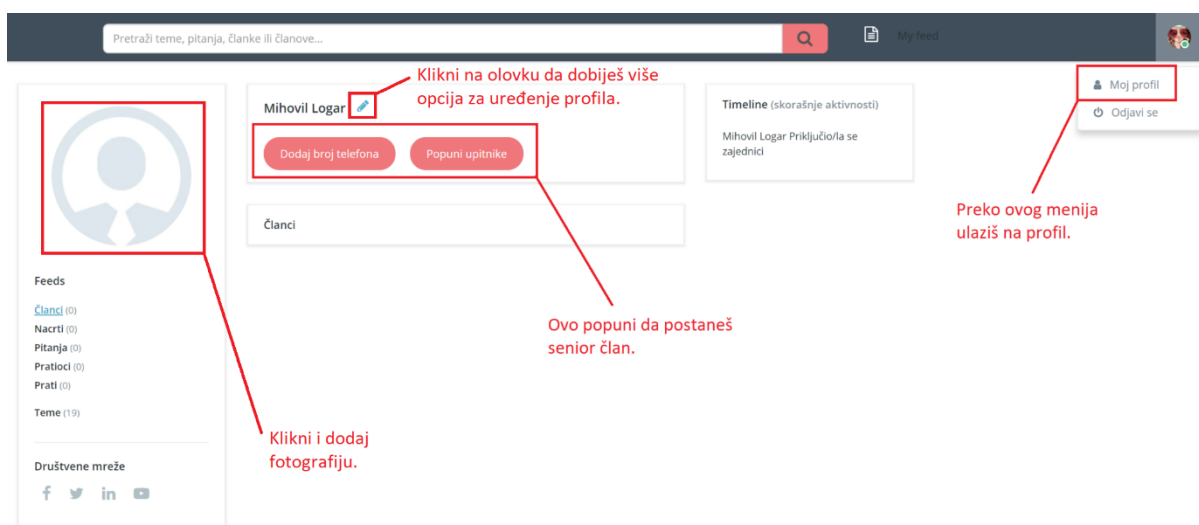 Pretraži teme, pitanja, članke ili članove...
My feed
Klikni na olovku da dobiješ više
opcija za uređenje profila.
Moj profil
Odjavi se
Mihovil Logar
Dodaj broj telefona
Popuni upitnike
Timeline (skorašnje aktivnosti)
Mihovil Logar Priključio/la se
zajednici
Preko ovog menija
ulaziš na profil.
Članci
Feeds
Članci (0)
Nacrti (0)
Pitanja (0)
Pratioci (0)
Prati (0)
Teme (19)
Ovo popuni da postaneš
senior član.
Klikni i dodaj
fotografiju.
Društvene mreže